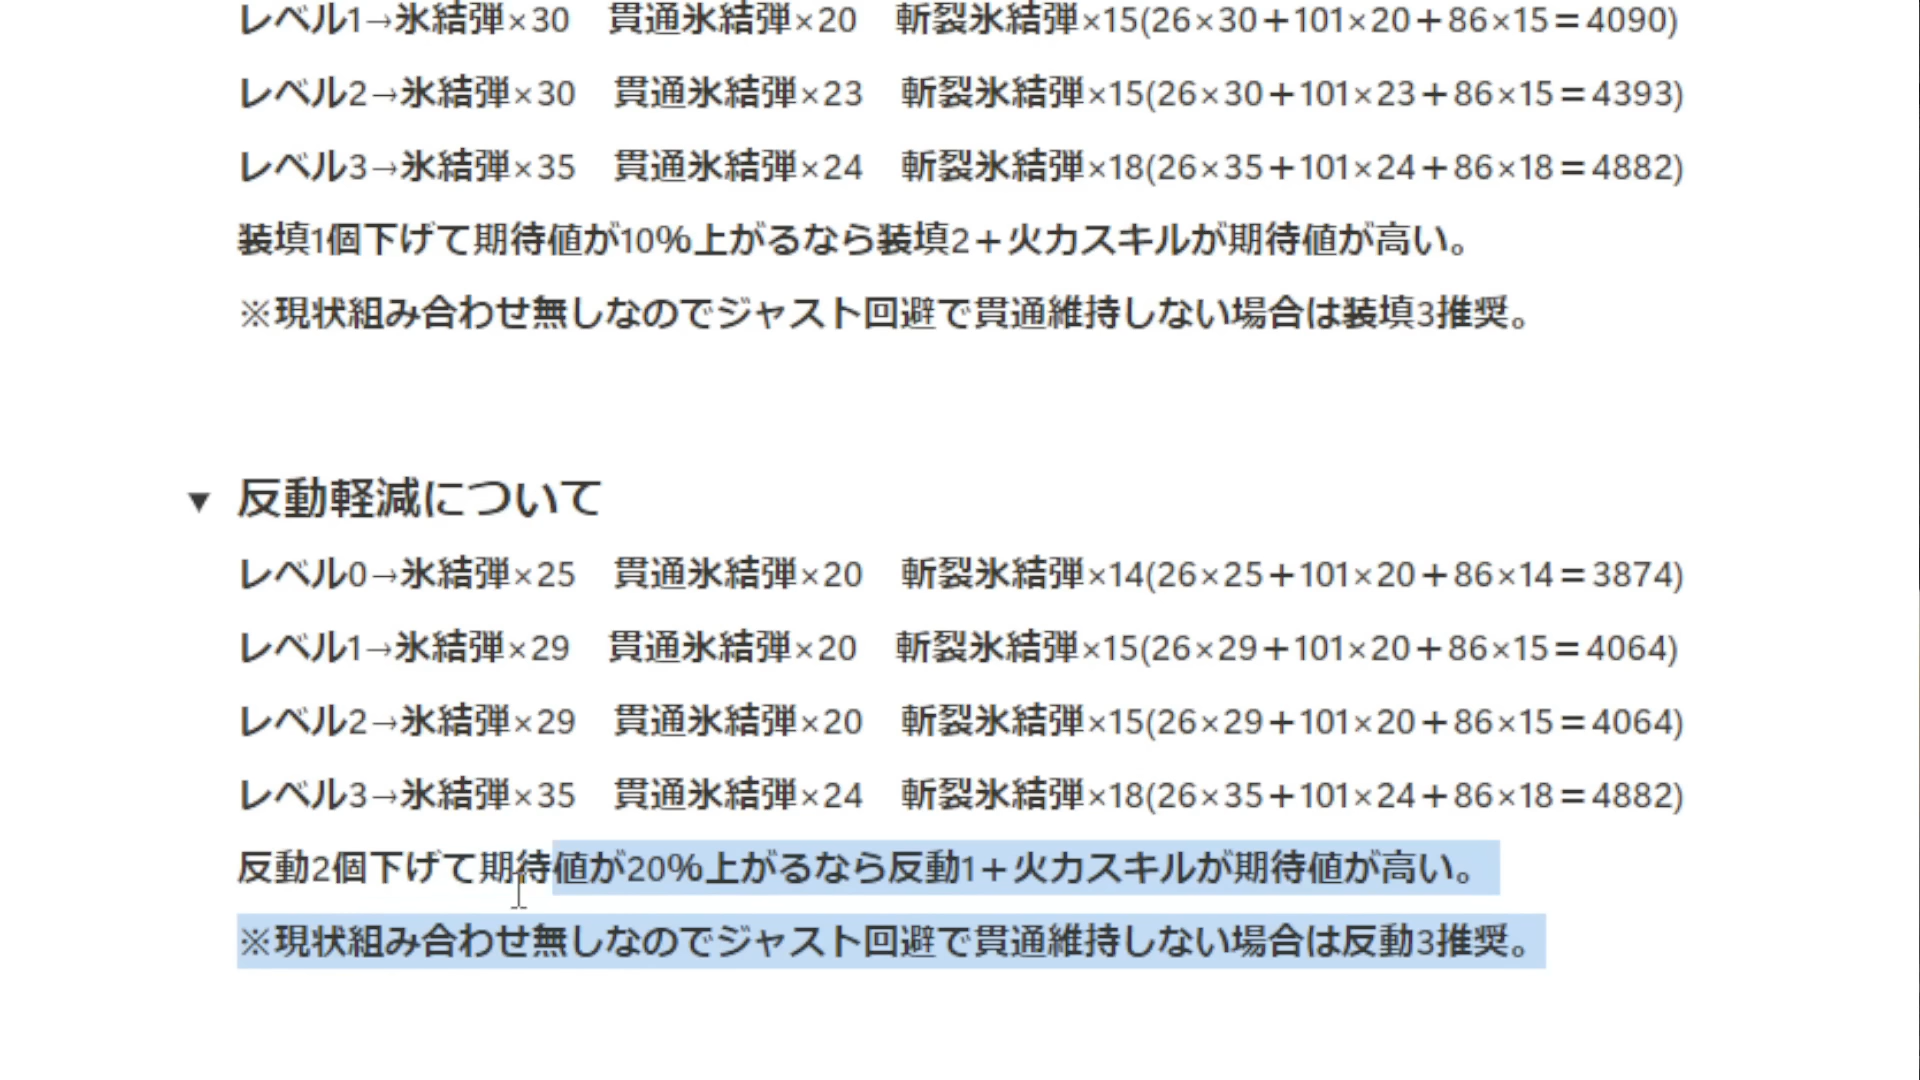 レベル1→氷結弾×30　貫通氷結弾×20　斬裂氷結弾×15(26×30＋101×20＋86×15＝4090)
レベル2→氷結弾×30　貫通氷結弾×23　斬裂氷結弾×15(26×30＋101×23＋86×15＝4393)
レベル3→氷結弾×35　貫通氷結弾×24　斬裂氷結弾×18(26×35＋101×24＋86×18＝4882)
装填1個下げて期待値が10%上がるなら装填2＋火力スキルが期待値が高い。
※現状組み合わせ無しなのでジャスト回避で貫通維持しない場合は装填3推奨。
▼ 反動軽減について
レベル0→氷結弾×25　貫通氷結弾×20　斬裂氷結弾×14(26×25＋101×20＋86×14＝3874)
レベル1→氷結弾×29　貫通氷結弾×20　斬裂氷結弾×15(26×29＋101×20＋86×15＝4064)
レベル2→氷結弾×29　貫通氷結弾×20　斬裂氷結弾×15(26×29＋101×20＋86×15＝4064)
レベル3→氷結弾×35　貫通氷結弾×24　斬裂氷結弾×18(26×35＋101×24＋86×18＝4882)
反動2個下げて期待値が20%上がるなら反動1＋火力スキルが期待値が高い。
※現状組み合わせ無しなのでジャスト回避で貫通維持しない場合は反動3推奨。